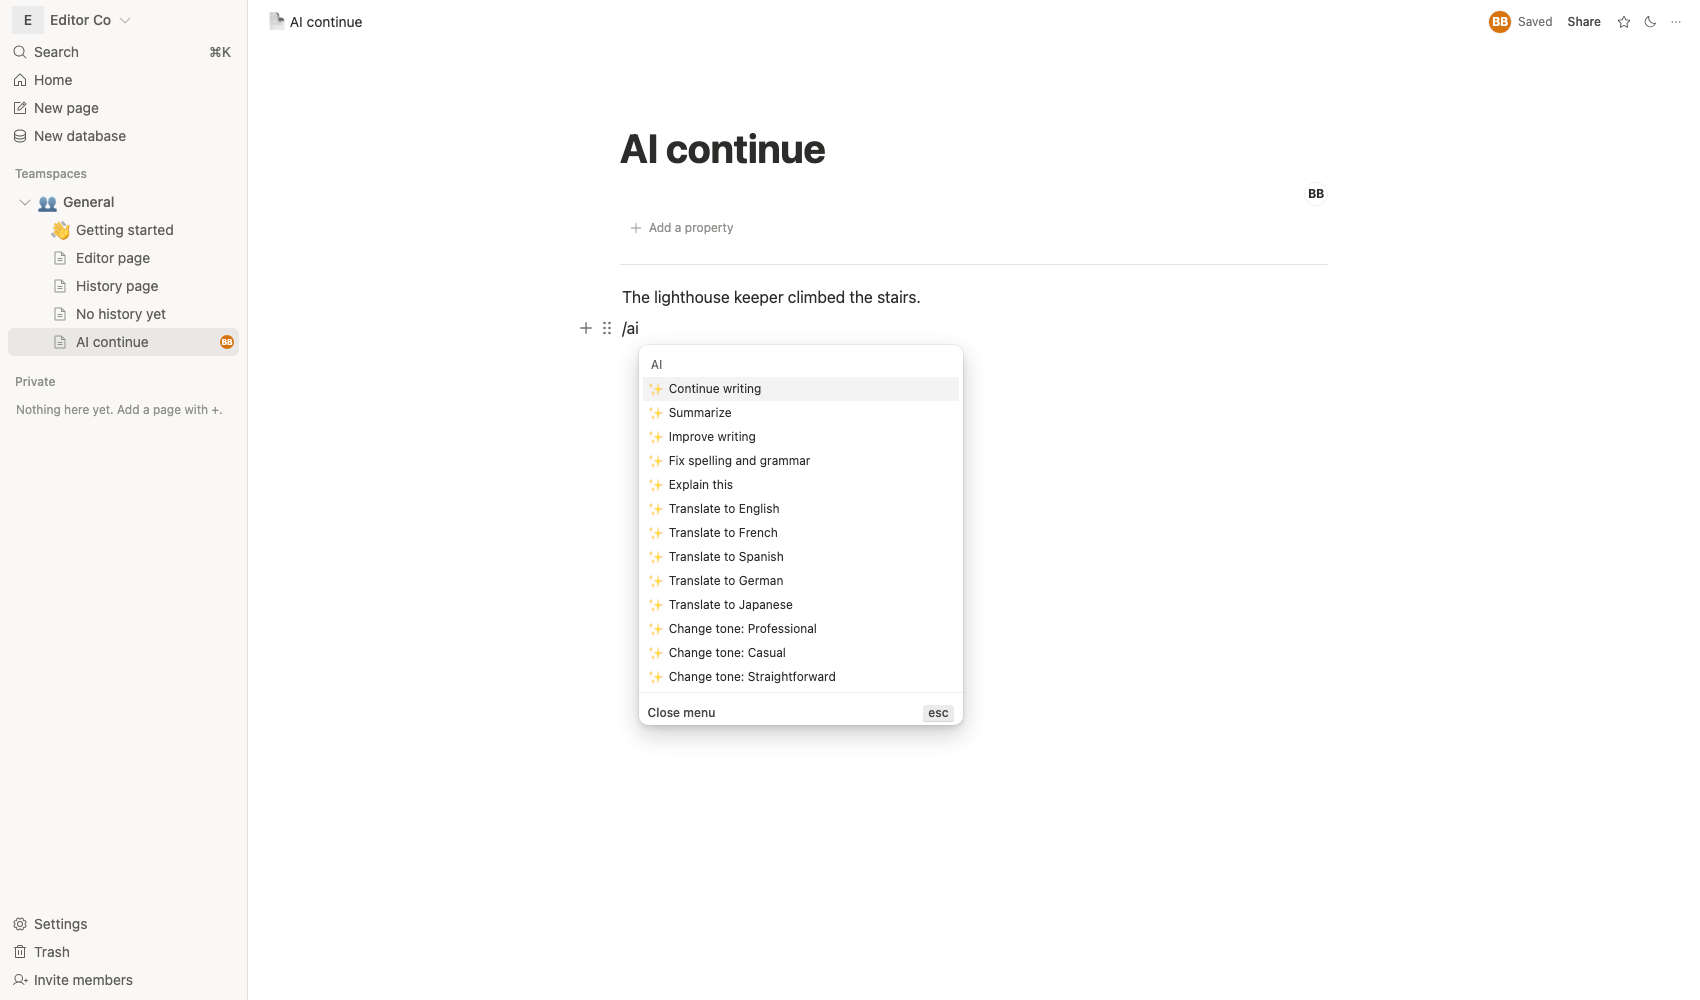 E Editor Co
Search ⌘K
Home
New page
New database
Teamspaces
General
Getting started
Editor page
History page
No history yet
AI continue BB
Private
Nothing here yet. Add a page with +.
Settings
Trash
Invite members
AI continue
BB Saved Share
AI continue
BB
Add a property
The lighthouse keeper climbed the stairs.
/ai
AI
Continue writing
Summarize
Improve writing
Fix spelling and grammar
Explain this
Translate to English
Translate to French
Translate to Spanish
Translate to German
Translate to Japanese
Change tone: Professional
Change tone: Casual
Change tone: Straightforward
Close menu esc